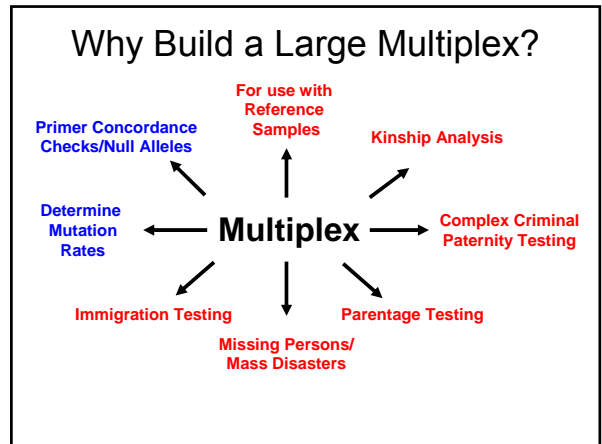 Why Build a Large Multiplex?
For use with
Reference
Samples
Primer Concordance
Checks/Null Alleles
Kinship Analysis
Determine
Mutation
Rates
Multiplex
Complex Criminal
Paternity Testing
Immigration Testing
Parentage Testing
Missing Persons/
Mass Disasters